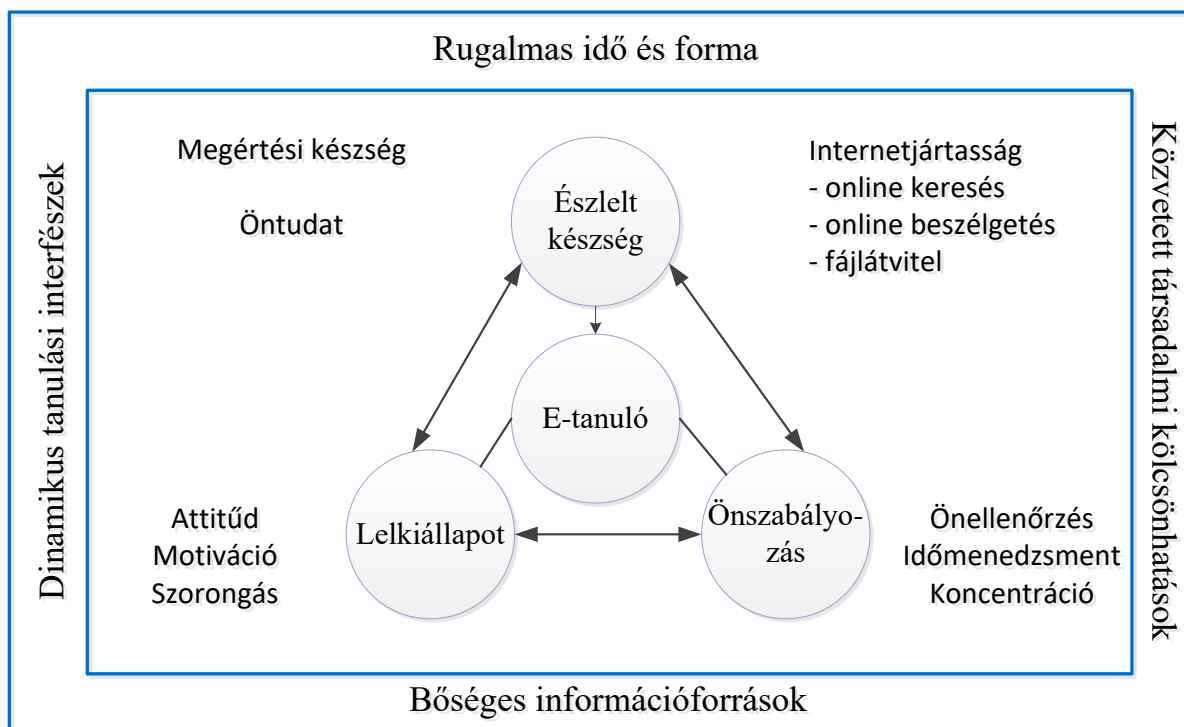 Rugalmas idő és forma
Dinamikus tanulási interfészek
Megértési készség
Öntudat
Észlelt
készség
Internetjártasság
- online keresés
- online beszélgetés
- fájlátvitel
E-tanuló
Attitűd
Motiváció
Szorongás
Lelkiállapot
Önszabályo-
zás
Önellenőrzés
Időmenedzsment
Koncentráció
Közvetett társadalmi kölcsönhatások
Bőséges információforrások